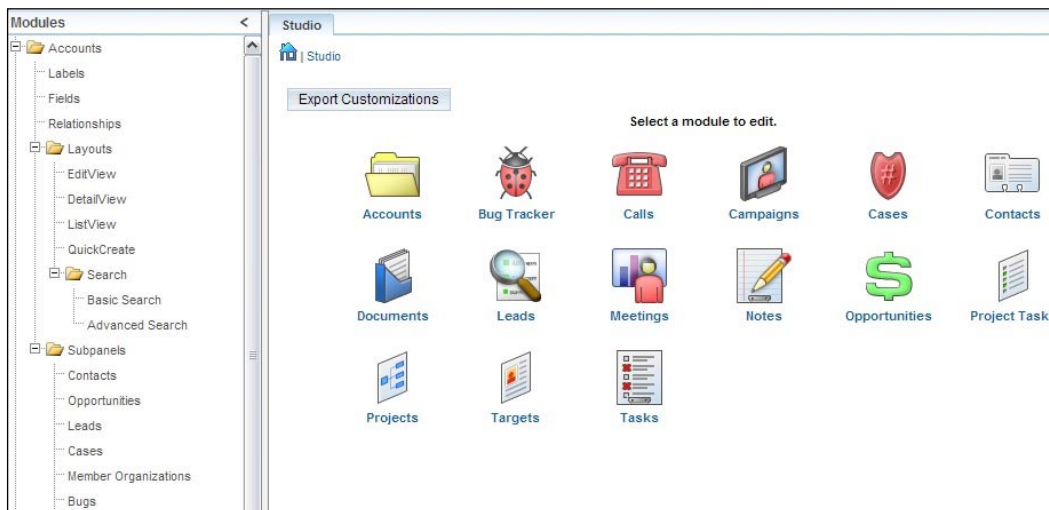 Modules <
Accounts
Labels
Fields
Relationships
Layouts
EditView
DetailView
ListView
QuickCreate
Search
Basic Search
Advanced Search
Subpanels
Contacts
Opportunities
Leads
Cases
Member Organizations
Bugs
Studio
| Studio
Export Customizations
Select a module to edit.
Accounts Bug Tracker Calls Campaigns Cases Contacts
Documents Leads Meetings Notes Opportunities Project Task
Projects Targets Tasks